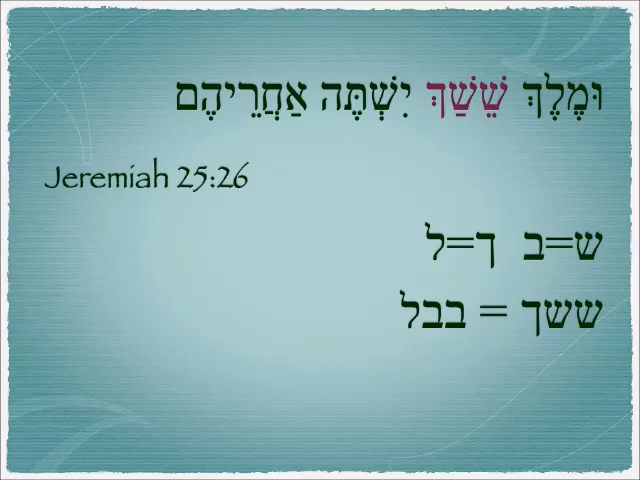 וּמֶלֶךְ שֵׁשַׁךְ יִשְׁתֶּה אַחֲרֵיהֶם
Jeremiah 25:26
ש=ב ך=ל
ששך = בבל